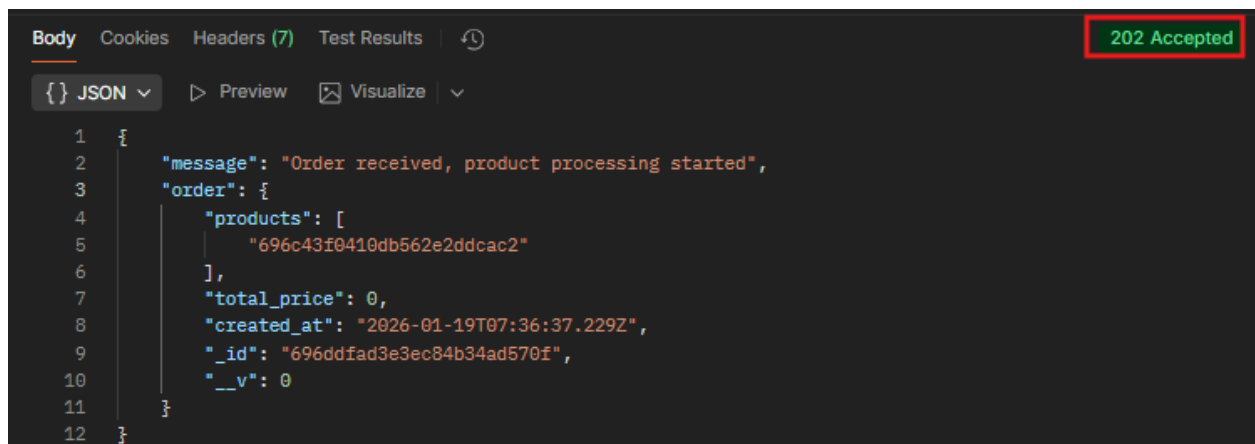 Body Cookies Headers (7) Test Results 202 Accepted
{} JSON Preview Visualize
1 {
2 "message": "Order received, product processing started",
3 "order": {
4 "products": [
5 "696c43f0410db562e2ddcac2"
6 ],
7 "total_price": 0,
8 "created_at": "2026-01-19T07:36:37.229Z",
9 "_id": "696ddfad3e3ec84b34ad570f",
10 "__v": 0
11 }
12 }